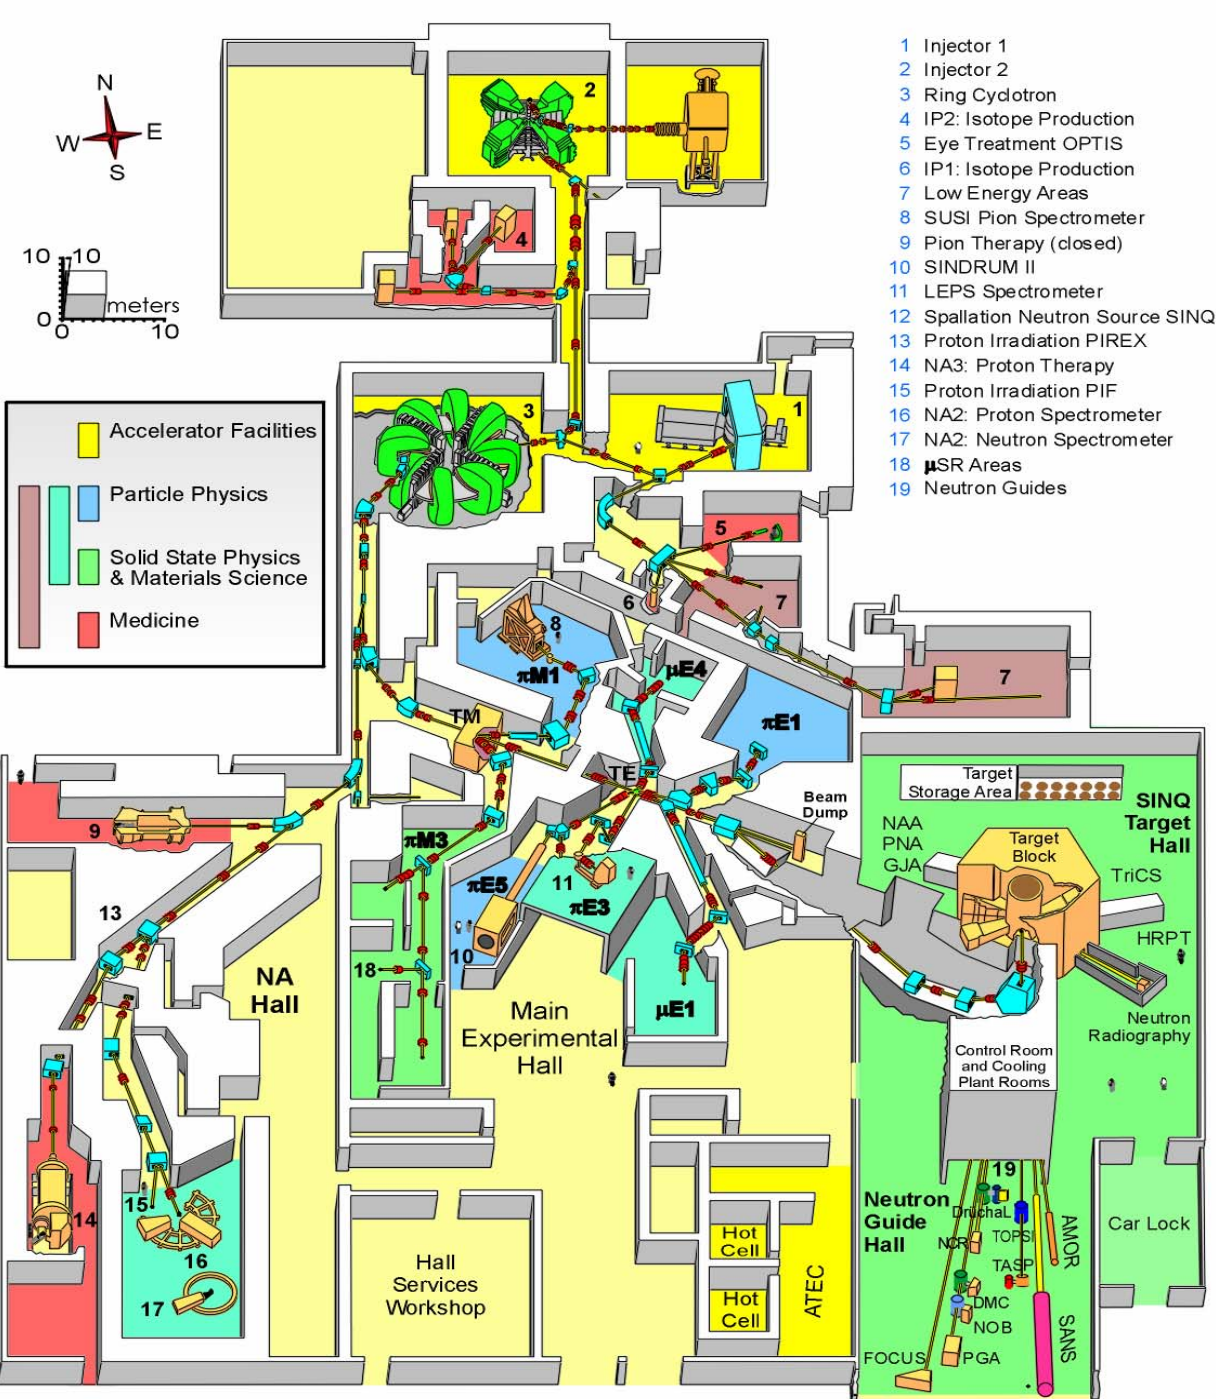 1 Injector 1
2 Injector 2
3 Ring Cyclotron
4 IP2: Isotope Production
5 Eye Treatment OPTIS
6 IP1: Isotope Production
7 Low Energy Areas
8 SUSI Pion Spectrometer
9 Pion Therapy (closed)
10 SINDRUM II
11 LEPS Spectrometer
12 Spallation Neutron Source SINQ
13 Proton Irradiation PIREX
14 NA3: Proton Therapy
15 Proton Irradiation PIF
16 NA2: Proton Spectrometer
17 NA2: Neutron Spectrometer
18 μSR Areas
19 Neutron Guides
N
W E
S
10 10
meters
0
0 10
Accelerator Facilities
Particle Physics
Solid State Physics
& Materials Science
Medicine
2
4
3
1
5
6
7
7
8
πM1
μE4
πE1
TM
TE
Beam
Dump
Target
Storage Area
SINQ
Target
Hall
NAA
PNA
GJA
Target
Block
TriCS
HRPT
Neutron
Radiography
9
πM3
πE5
11
πE3
10
13
18
NA
Hall
Main
Experimental
Hall
μE1
Control Room
and Cooling
Plant Rooms
14
15
16
17
Hall
Services
Workshop
Hot
Cell
Hot
Cell
ATEC
Neutron
Guide
Hall
19
DrüchaL
NCR
TOPSI
TASP
AMOR
DMC
NOB
PGA
FOCUS
SANS
Car Lock